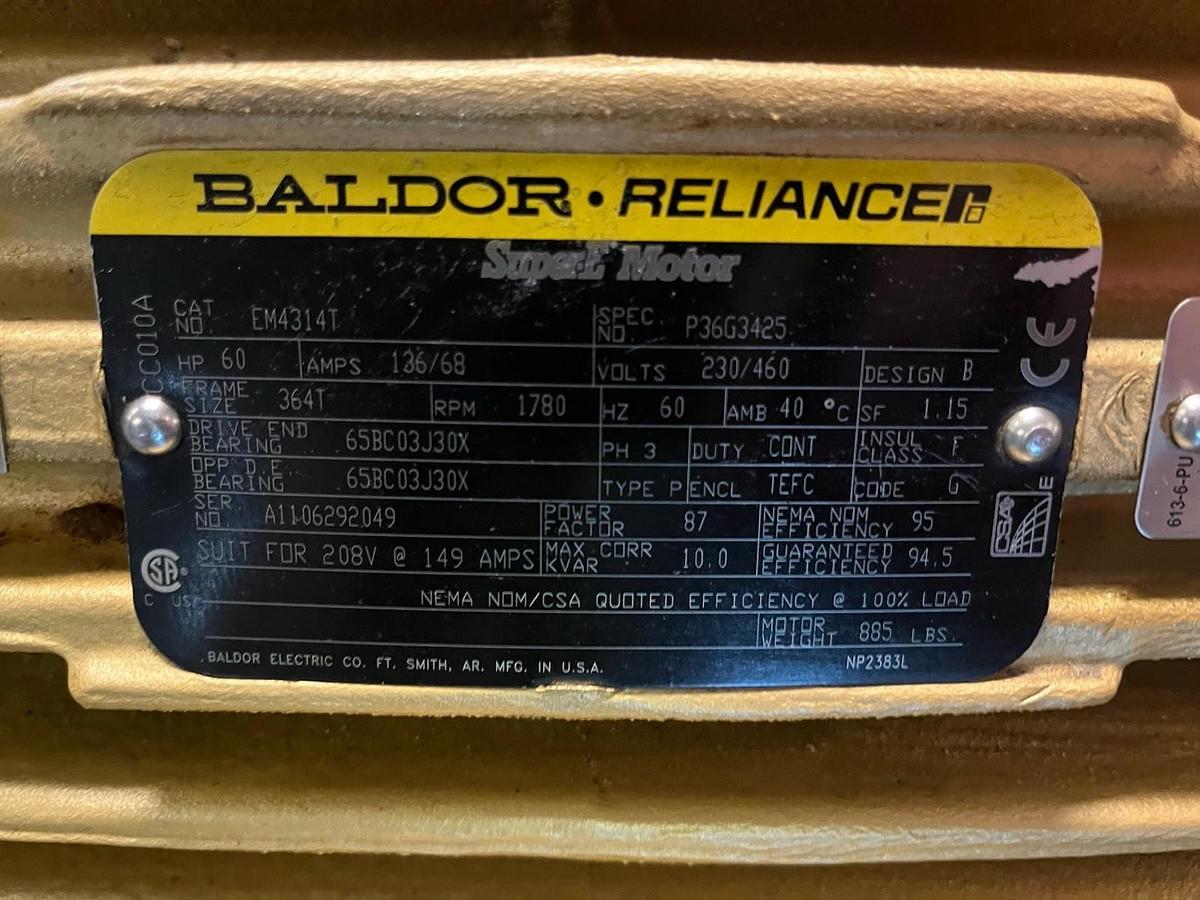 BALDOR • RELIANCE
Super-E Motor
CC010A
CAT NO. EM4314T SPEC NO. P36G3425
HP 60 AMPS 136/68 VOLTS 230/460 DESIGN B
FRAME SIZE 364T RPM 1780 HZ 60 AMB 40 °C SF 1.15
DRIVE END BEARING 65BC03J30X PH 3 DUTY CONT INSUL CLASS F
OPP D.E BEARING 65BC03J30X TYPE P ENCL TEFC CODE G
SER NO. A1106292049 POWER FACTOR 87 NEMA NOM EFFICIENCY 95
SUIT FOR 208V @ 149 AMPS MAX CORR KVAR 10.0 GUARANTEED EFFICIENCY 94.5
NEMA NOM/CSA QUOTED EFFICIENCY @ 100% LOAD
MOTOR WEIGHT 885 LBS.
BALDOR ELECTRIC CO. FT. SMITH, AR. MFG. IN U.S.A. NP2383L
CE
CSA E
SA
C US
613-6-PU